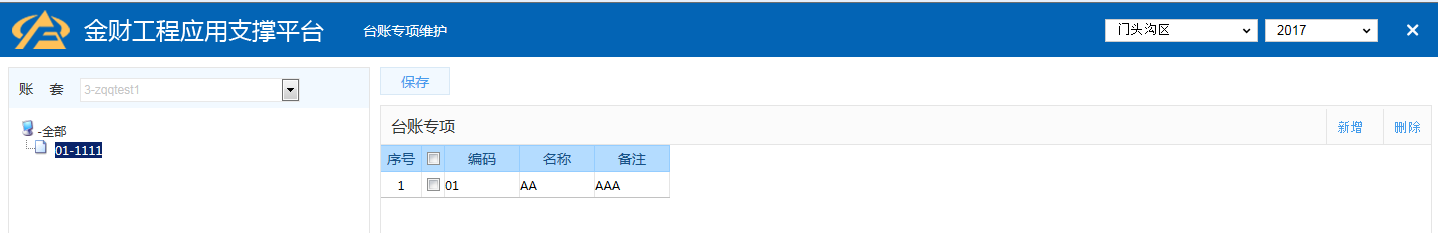 金财工程应用支撑平台 台账专项维护 门头沟区 2017 ×
账 套 3-zqqtest1
-全部
01-1111
保存
台账专项 新增 删除
序号 编码 名称 备注
1 01 AA AAA